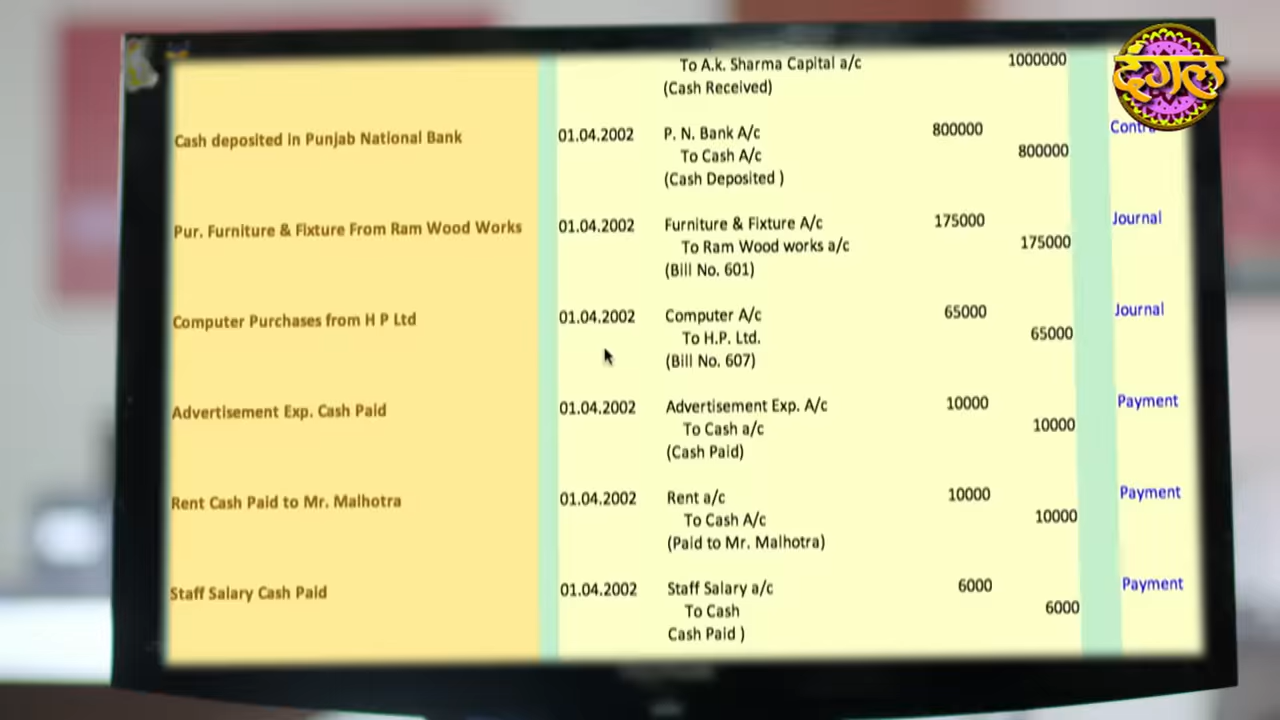 To A.k. Sharma Capital a/c 1000000
(Cash Received)
दंगल
Cash deposited in Punjab National Bank 01.04.2002 P. N. Bank A/c 800000
To Cash A/c 800000
(Cash Deposited )
Pur. Furniture & Fixture From Ram Wood Works 01.04.2002 Furniture & Fixture A/c 175000 Journal
To Ram Wood works a/c 175000
(Bill No. 601)
Computer Purchases from H P Ltd 01.04.2002 Computer A/c 65000 Journal
To H.P. Ltd. 65000
(Bill No. 607)
Advertisement Exp. Cash Paid 01.04.2002 Advertisement Exp. A/c 10000 Payment
To Cash a/c 10000
(Cash Paid)
Rent Cash Paid to Mr. Malhotra 01.04.2002 Rent a/c 10000 Payment
To Cash A/c 10000
(Paid to Mr. Malhotra)
Staff Salary Cash Paid 01.04.2002 Staff Salary a/c 6000 Payment
To Cash 6000
Cash Paid )